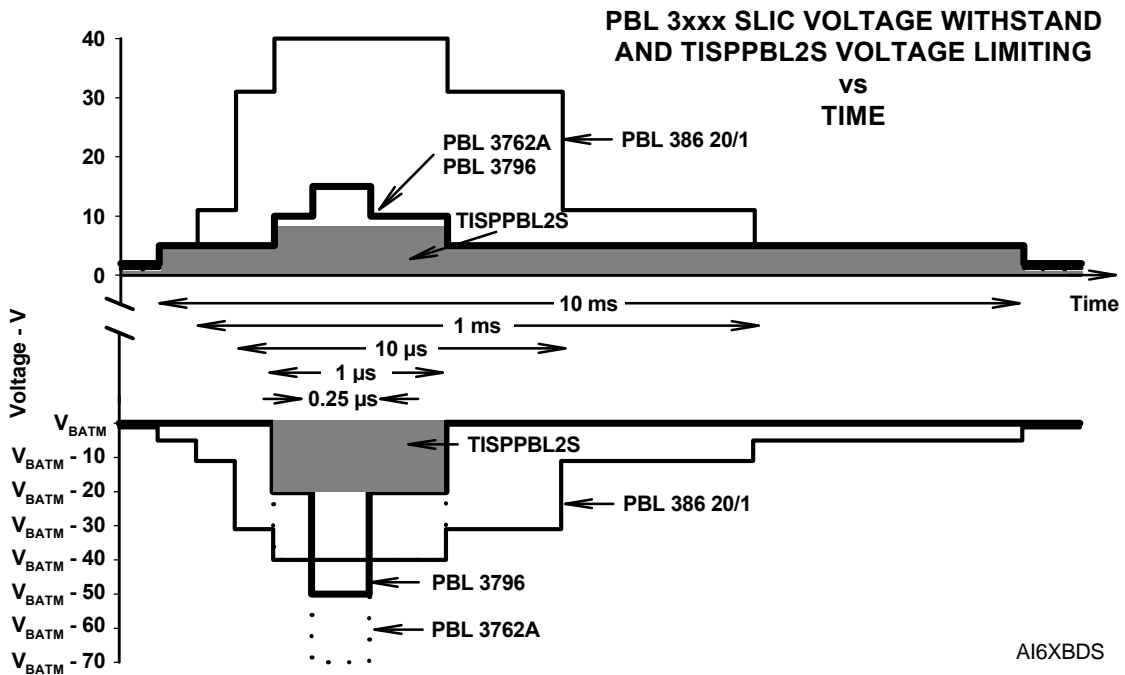 PBL 3xxx SLIC VOLTAGE WITHSTAND
AND TISPPBL2S VOLTAGE LIMITING
vs
TIME
40
30
20
10
0
PBL 3762A
PBL 3796
PBL 386 20/1
TISPPBL2S
Time
10 ms
1 ms
10 µs
1 µs
0.25 µs
Voltage - V
VBATM
VBATM - 10
VBATM - 20
VBATM - 30
VBATM - 40
VBATM - 50
VBATM - 60
VBATM - 70
TISPPBL2S
PBL 386 20/1
PBL 3796
PBL 3762A
AI6XBDS